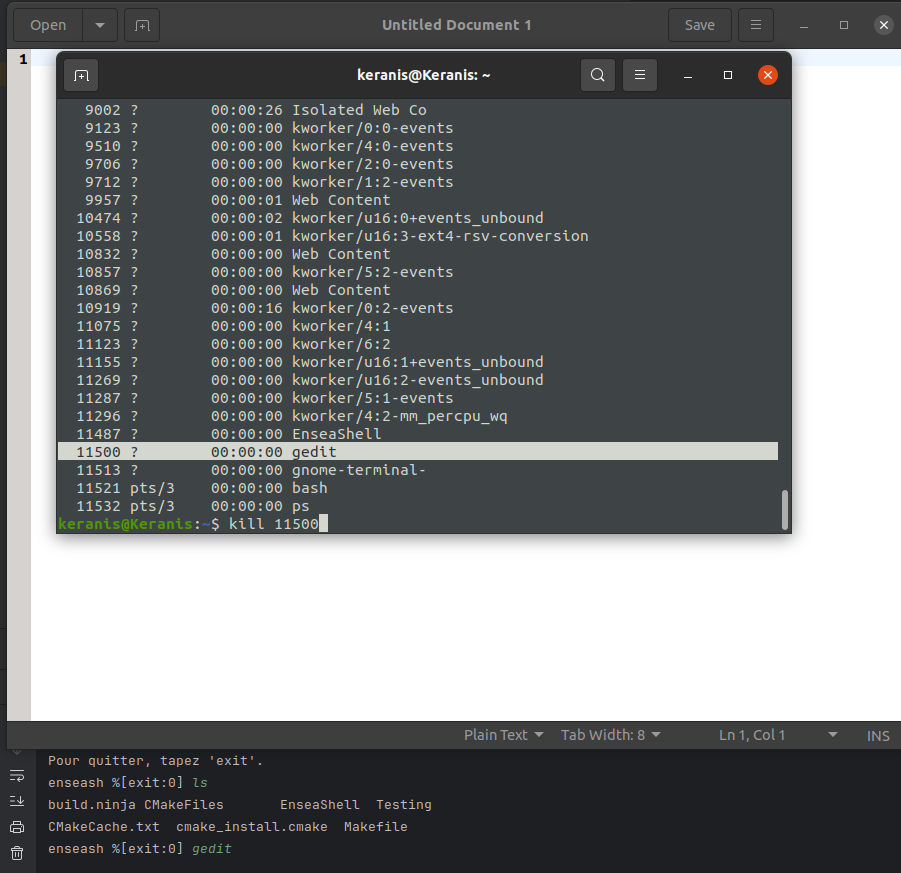 Open
Untitled Document 1
Save
1
keranis@Keranis: ~
9002 ? 00:00:26 Isolated Web Co
9123 ? 00:00:00 kworker/0:0-events
9510 ? 00:00:00 kworker/4:0-events
9706 ? 00:00:00 kworker/2:0-events
9712 ? 00:00:00 kworker/1:2-events
9957 ? 00:00:01 Web Content
10474 ? 00:00:02 kworker/u16:0+events_unbound
10558 ? 00:00:01 kworker/u16:3-ext4-rsv-conversion
10832 ? 00:00:00 Web Content
10857 ? 00:00:00 kworker/5:2-events
10869 ? 00:00:00 Web Content
10919 ? 00:00:16 kworker/0:2-events
11075 ? 00:00:00 kworker/4:1
11123 ? 00:00:00 kworker/6:2
11155 ? 00:00:00 kworker/u16:1+events_unbound
11269 ? 00:00:00 kworker/u16:2-events_unbound
11287 ? 00:00:00 kworker/5:1-events
11296 ? 00:00:00 kworker/4:2-mm_percpu_wq
11487 ? 00:00:00 EnseaShell
11500 ? 00:00:00 gedit
11513 ? 00:00:00 gnome-terminal-
11521 pts/3 00:00:00 bash
11532 pts/3 00:00:00 ps
keranis@Keranis:~$ kill 11500
Plain Text Tab Width: 8 Ln 1, Col 1 INS
Pour quitter, tapez 'exit'.
enseash %[exit:0] ls
build.ninja CMakeFiles EnseaShell Testing
CMakeCache.txt cmake_install.cmake Makefile
enseash %[exit:0] gedit